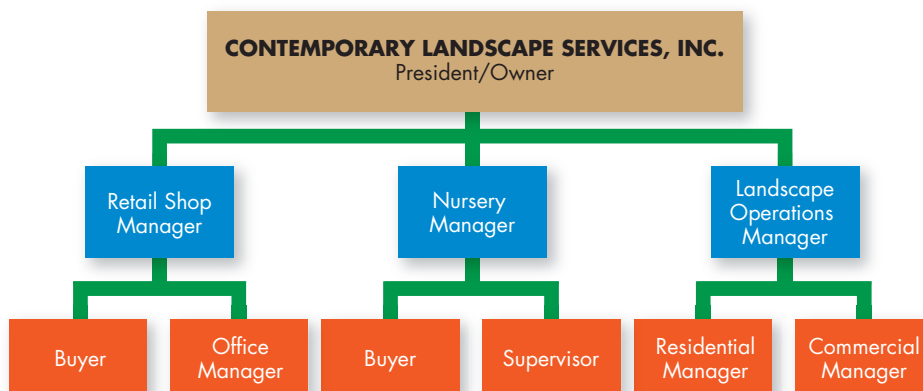 CONTEMPORARY LANDSCAPE SERVICES, INC.
President/Owner
Retail Shop
Manager
Nursery
Manager
Landscape
Operations
Manager
Buyer
Office
Manager
Buyer
Supervisor
Residential
Manager
Commercial
Manager